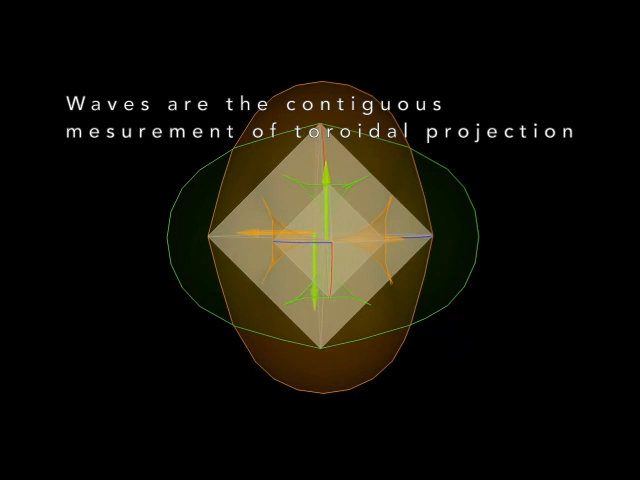 Waves are the contiguous
mesurement of toroidal projection